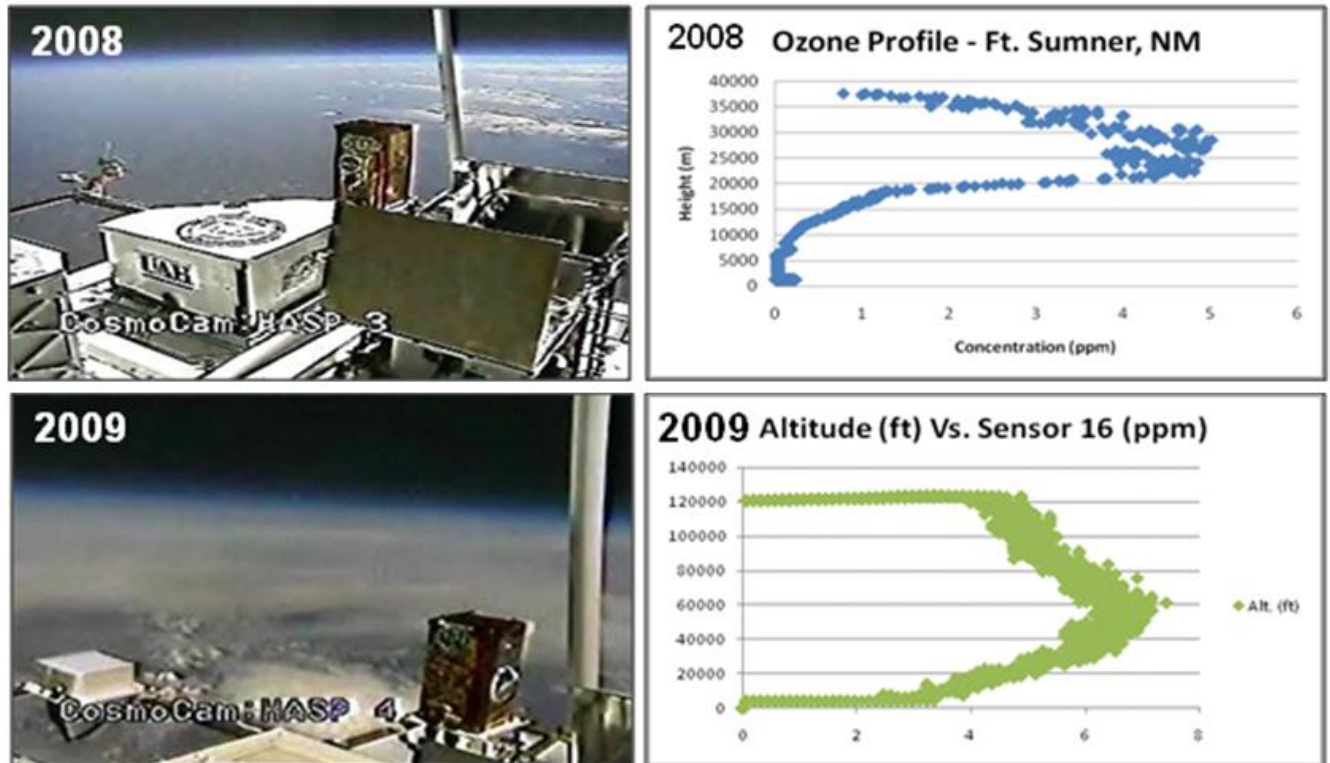 2008
UAH
CosmoCam:HASP 3
2008 Ozone Profile - Ft. Sumner, NM
40000
35000
30000
25000
20000
15000
10000
5000
0
Height (m)
0 1 2 3 4 5 6
Concentration (ppm)
2009
CosmoCam:HASP 4
2009 Altitude (ft) Vs. Sensor 16 (ppm)
140000
120000
100000
80000
60000
40000
20000
0
Alt. (ft)
0 2 4 6 8